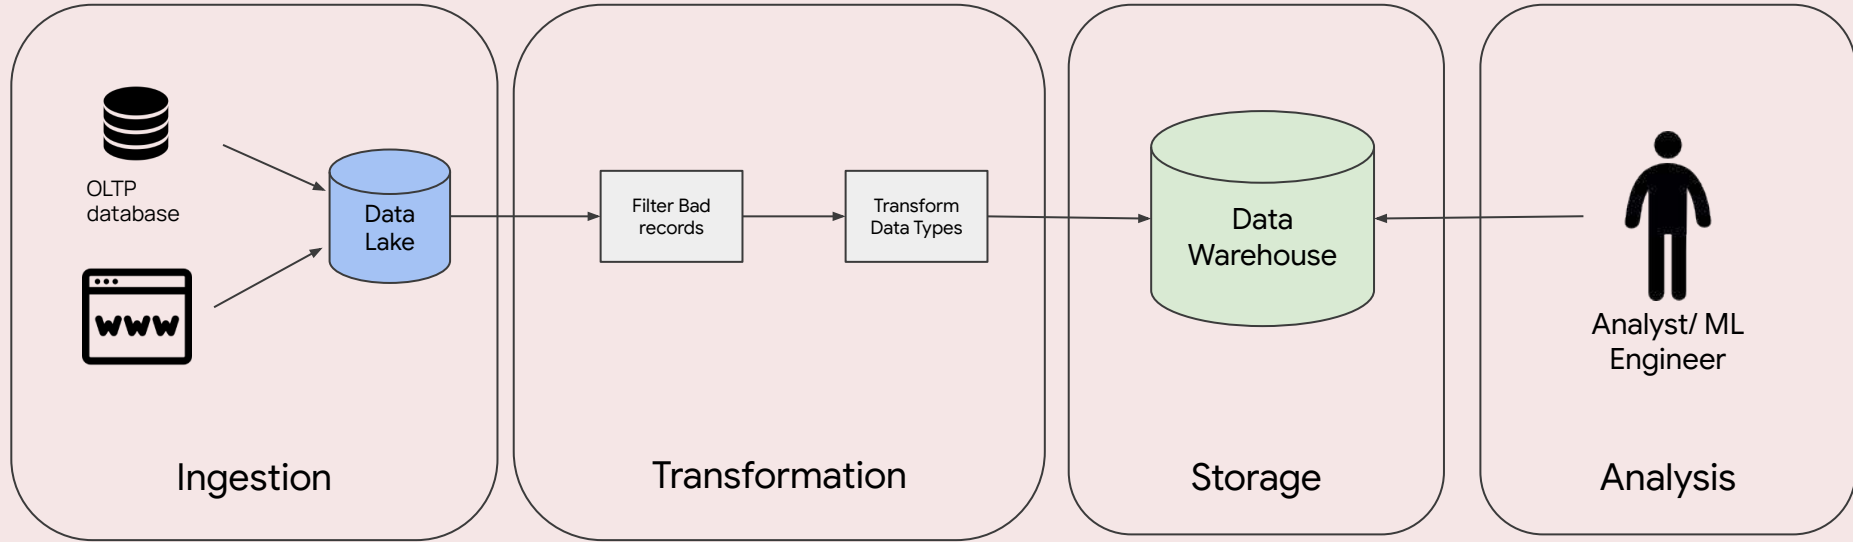 OLTP
database
www
Data
Lake
Ingestion
Filter Bad
records
Transform
Data Types
Transformation
Data
Warehouse
Storage
Analyst/ ML
Engineer
Analysis